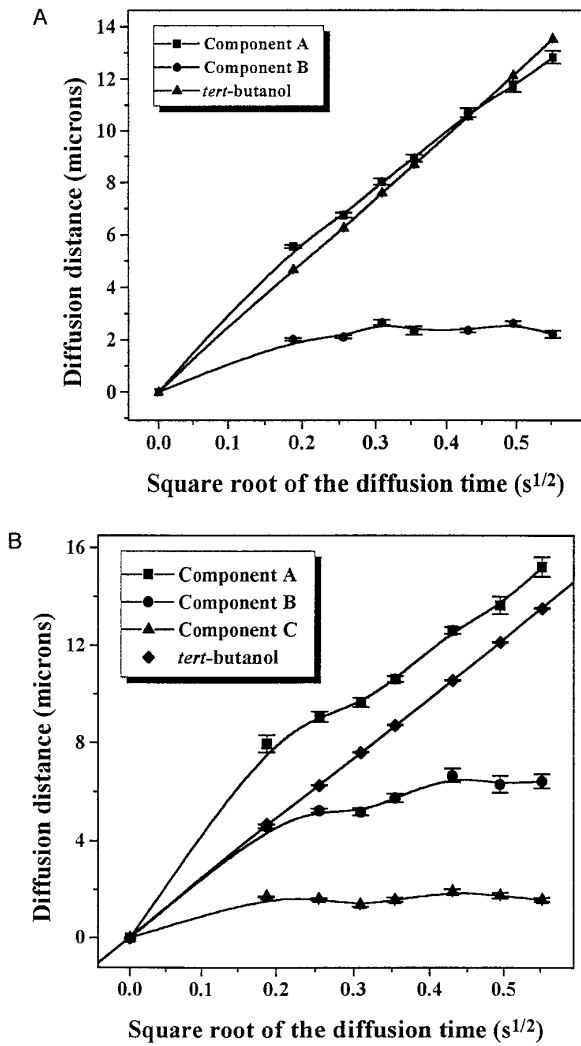 A
Component A
Component B
tert-butanol
14
12
10
8
6
4
2
0
Diffusion distance (microns)
0.0 0.1 0.2 0.3 0.4 0.5
Square root of the diffusion time (s1/2)
B
Component A
Component B
Component C
tert-butanol
16
12
8
4
0
Diffusion distance (microns)
0.0 0.1 0.2 0.3 0.4 0.5
Square root of the diffusion time (s1/2)